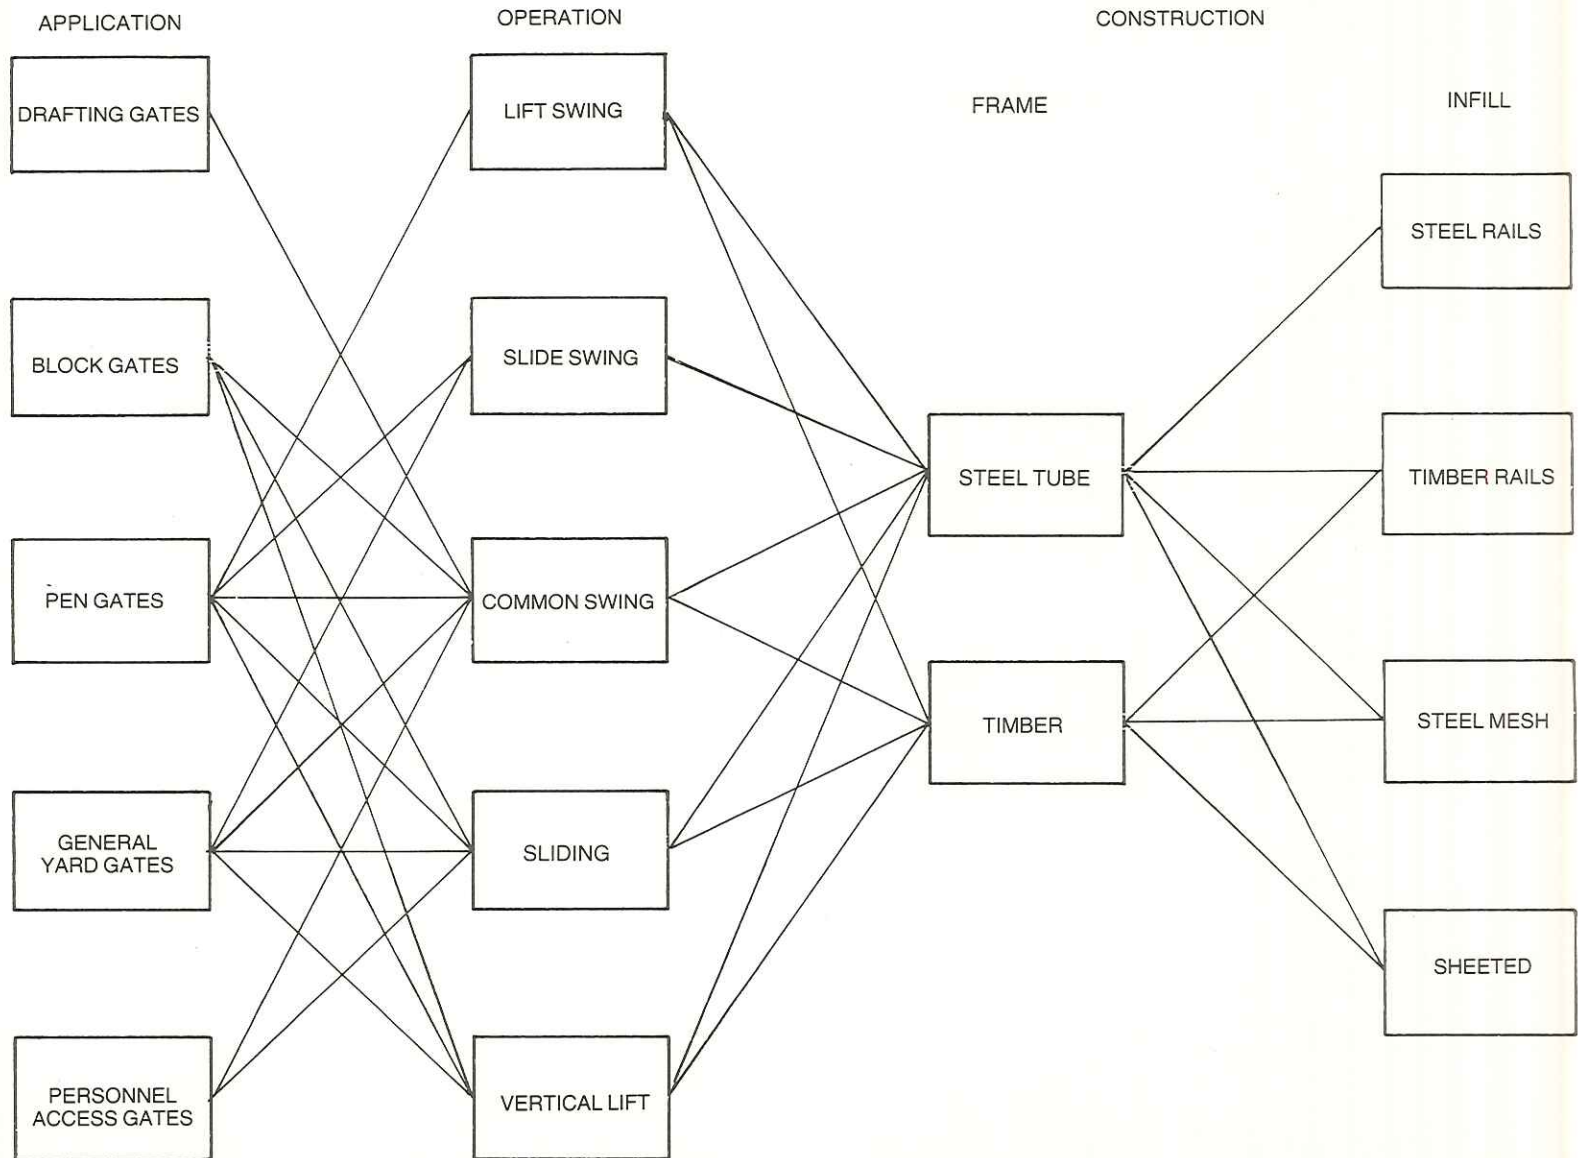 APPLICATION
OPERATION
CONSTRUCTION
FRAME
INFILL
DRAFTING GATES
BLOCK GATES
PEN GATES
GENERAL
YARD GATES
PERSONNEL
ACCESS GATES
LIFT SWING
SLIDE SWING
COMMON SWING
SLIDING
VERTICAL LIFT
STEEL TUBE
TIMBER
STEEL RAILS
TIMBER RAILS
STEEL MESH
SHEETED